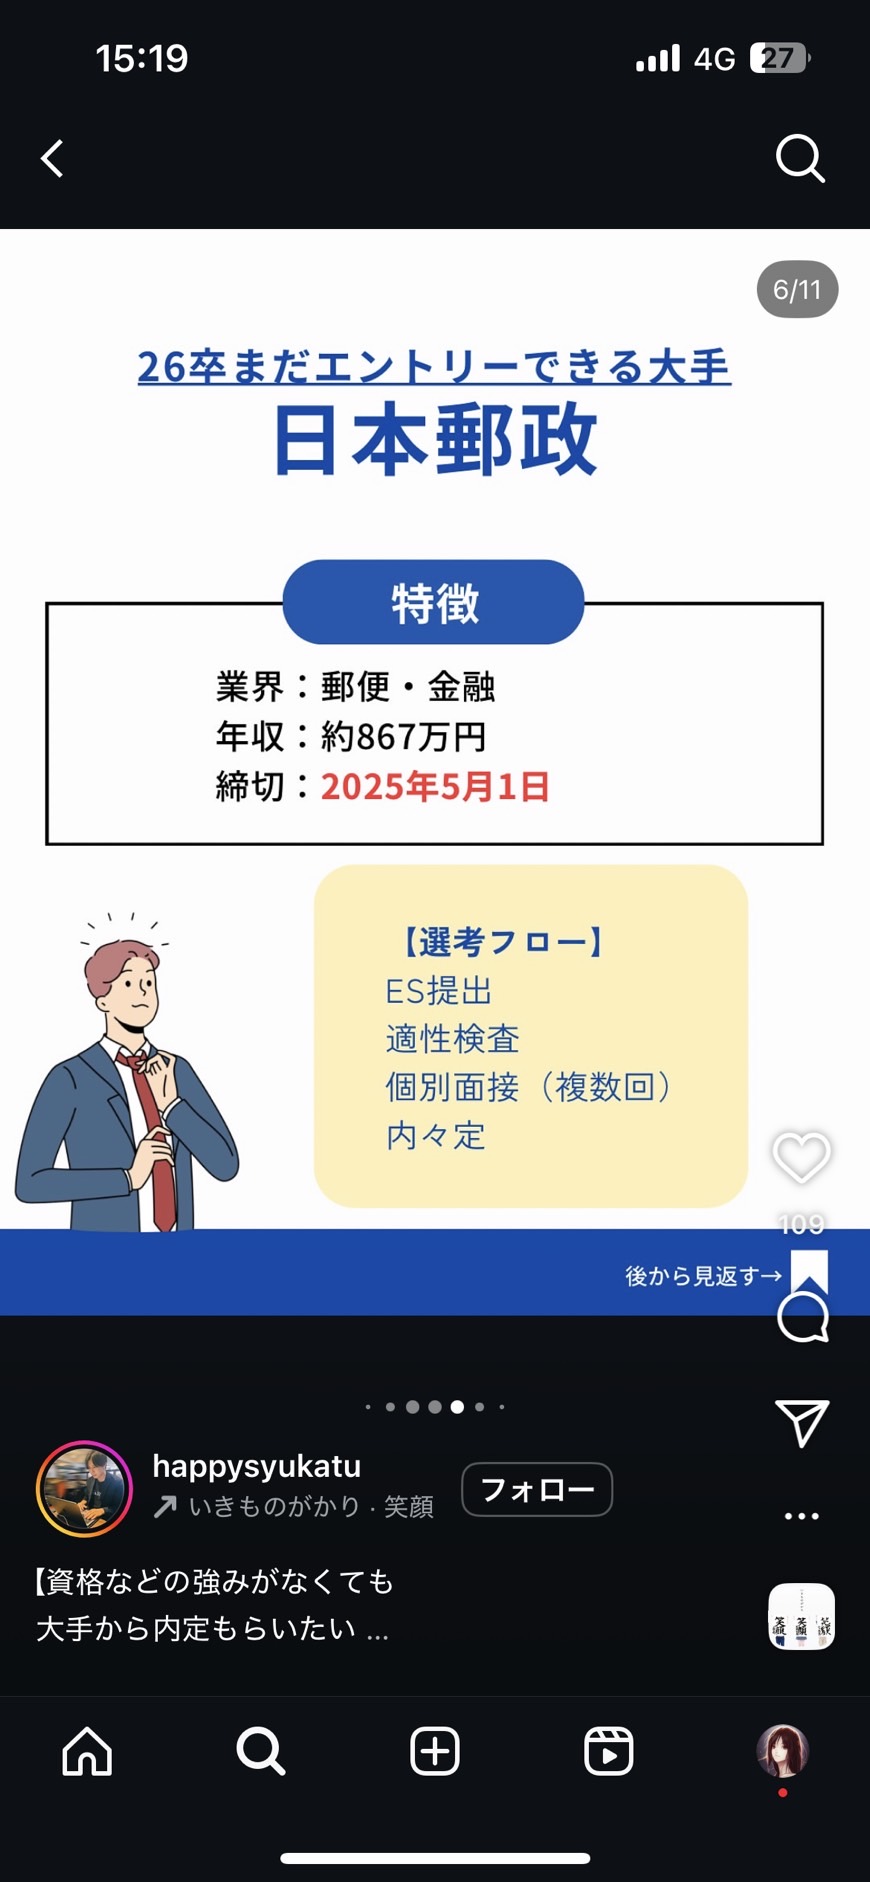 15:19
4G
27
6/11
26卒まだエントリーできる大手
日本郵政
特徴
業界：郵便・金融
年収：約867万円
締切：2025年5月1日
【選考フロー】
ES提出
適性検査
個別面接（複数回）
内々定
109
後から見返す→
happysyukatu
いきものがかり · 笑顔
フォロー
【資格などの強みがなくても
大手から内定もらいたい ...
笑顔 笑顔 笑顔